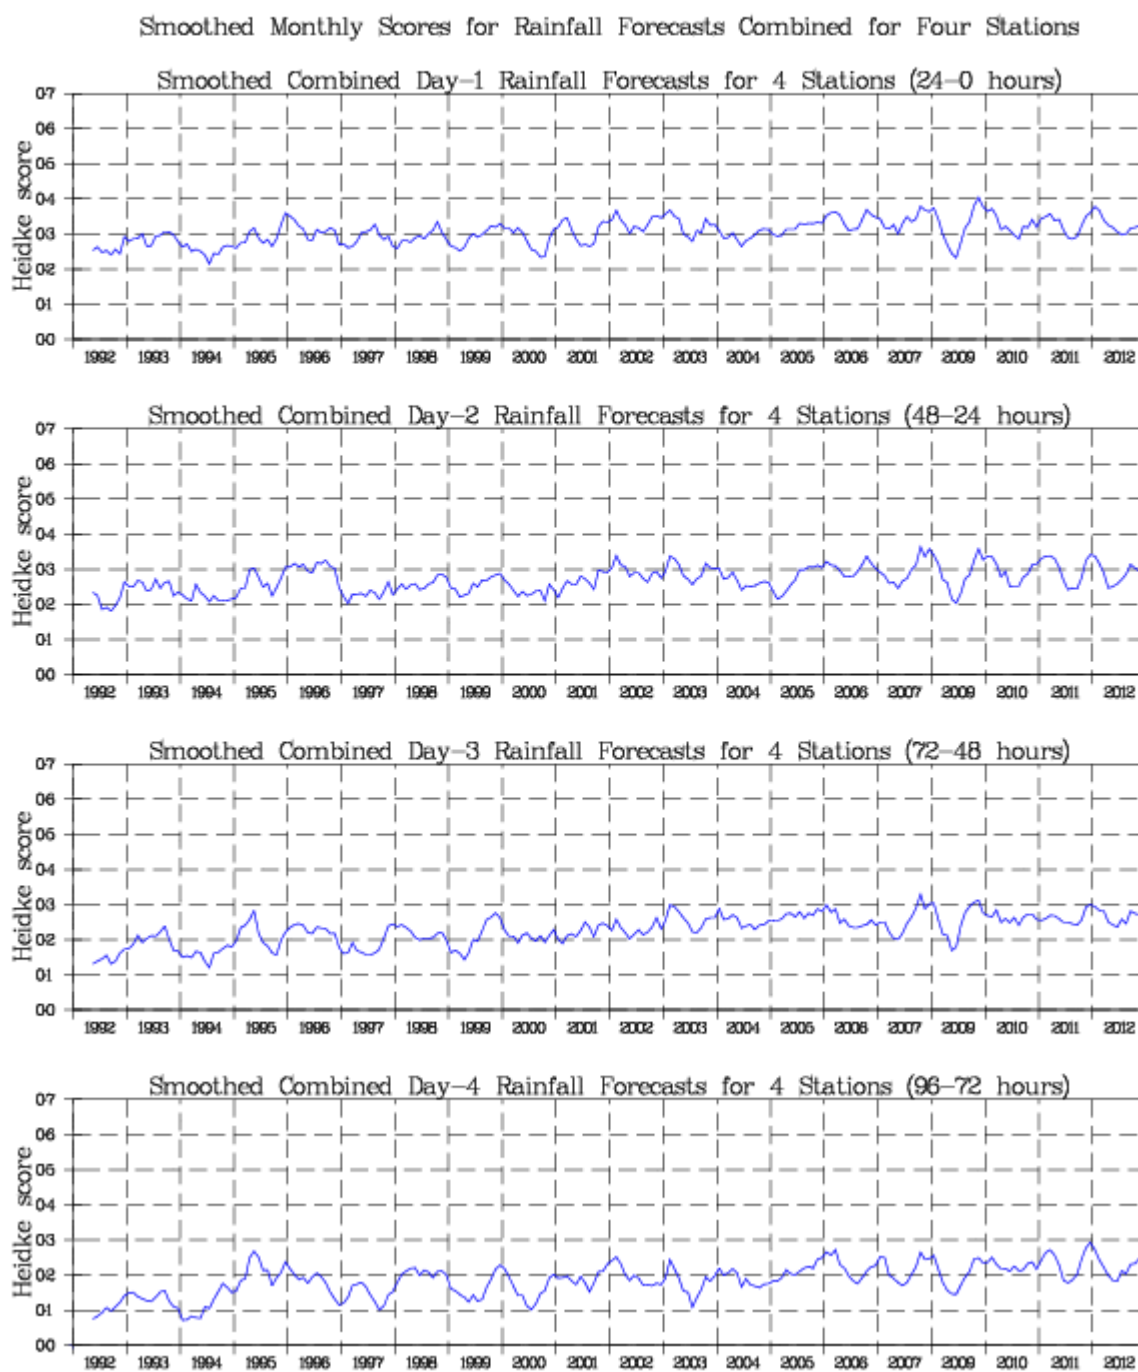 Smoothed Monthly Scores for Rainfall Forecasts Combined for Four Stations
Smoothed Combined Day-1 Rainfall Forecasts for 4 Stations (24-0 hours)
Heidke score
07
06
05
04
03
02
01
00
1992 1993 1994 1995 1996 1997 1998 1999 2000 2001 2002 2003 2004 2005 2006 2007 2009 2010 2011 2012
Smoothed Combined Day-2 Rainfall Forecasts for 4 Stations (48-24 hours)
Heidke score
07
06
05
04
03
02
01
00
1992 1993 1994 1995 1996 1997 1998 1999 2000 2001 2002 2003 2004 2005 2006 2007 2009 2010 2011 2012
Smoothed Combined Day-3 Rainfall Forecasts for 4 Stations (72-48 hours)
Heidke score
07
06
05
04
03
02
01
00
1992 1993 1994 1995 1996 1997 1998 1999 2000 2001 2002 2003 2004 2005 2006 2007 2009 2010 2011 2012
Smoothed Combined Day-4 Rainfall Forecasts for 4 Stations (96-72 hours)
Heidke score
07
06
05
04
03
02
01
00
1992 1993 1994 1995 1996 1997 1998 1999 2000 2001 2002 2003 2004 2005 2006 2007 2009 2010 2011 2012